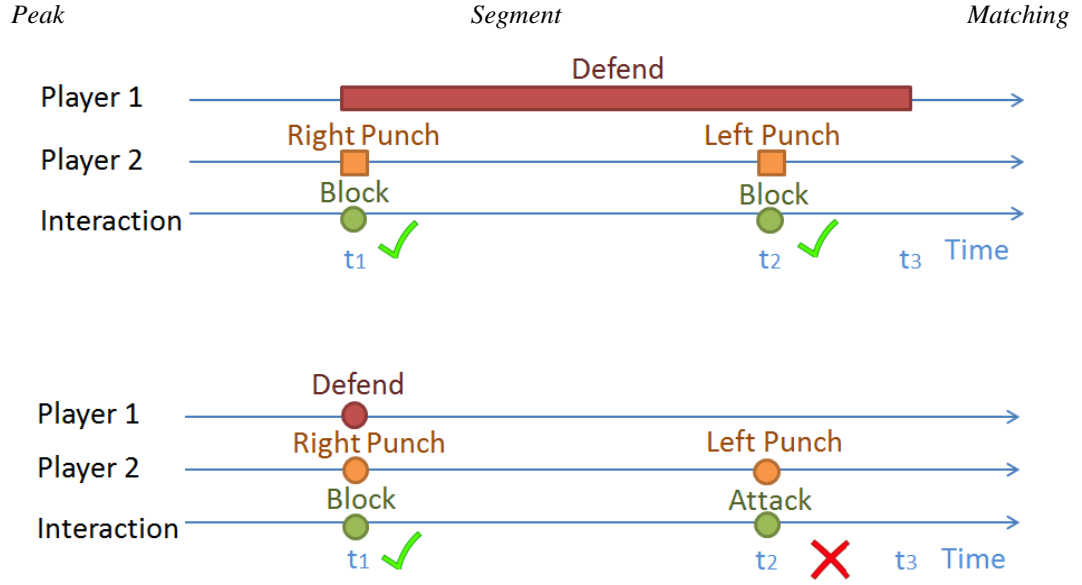 Peak Segment Matching
Defend
Player 1
Right Punch Left Punch
Player 2
Block Block
Interaction
t1 t2 t3 Time
Defend
Player 1
Right Punch Left Punch
Player 2
Block Attack
Interaction
t1 t2 t3 Time